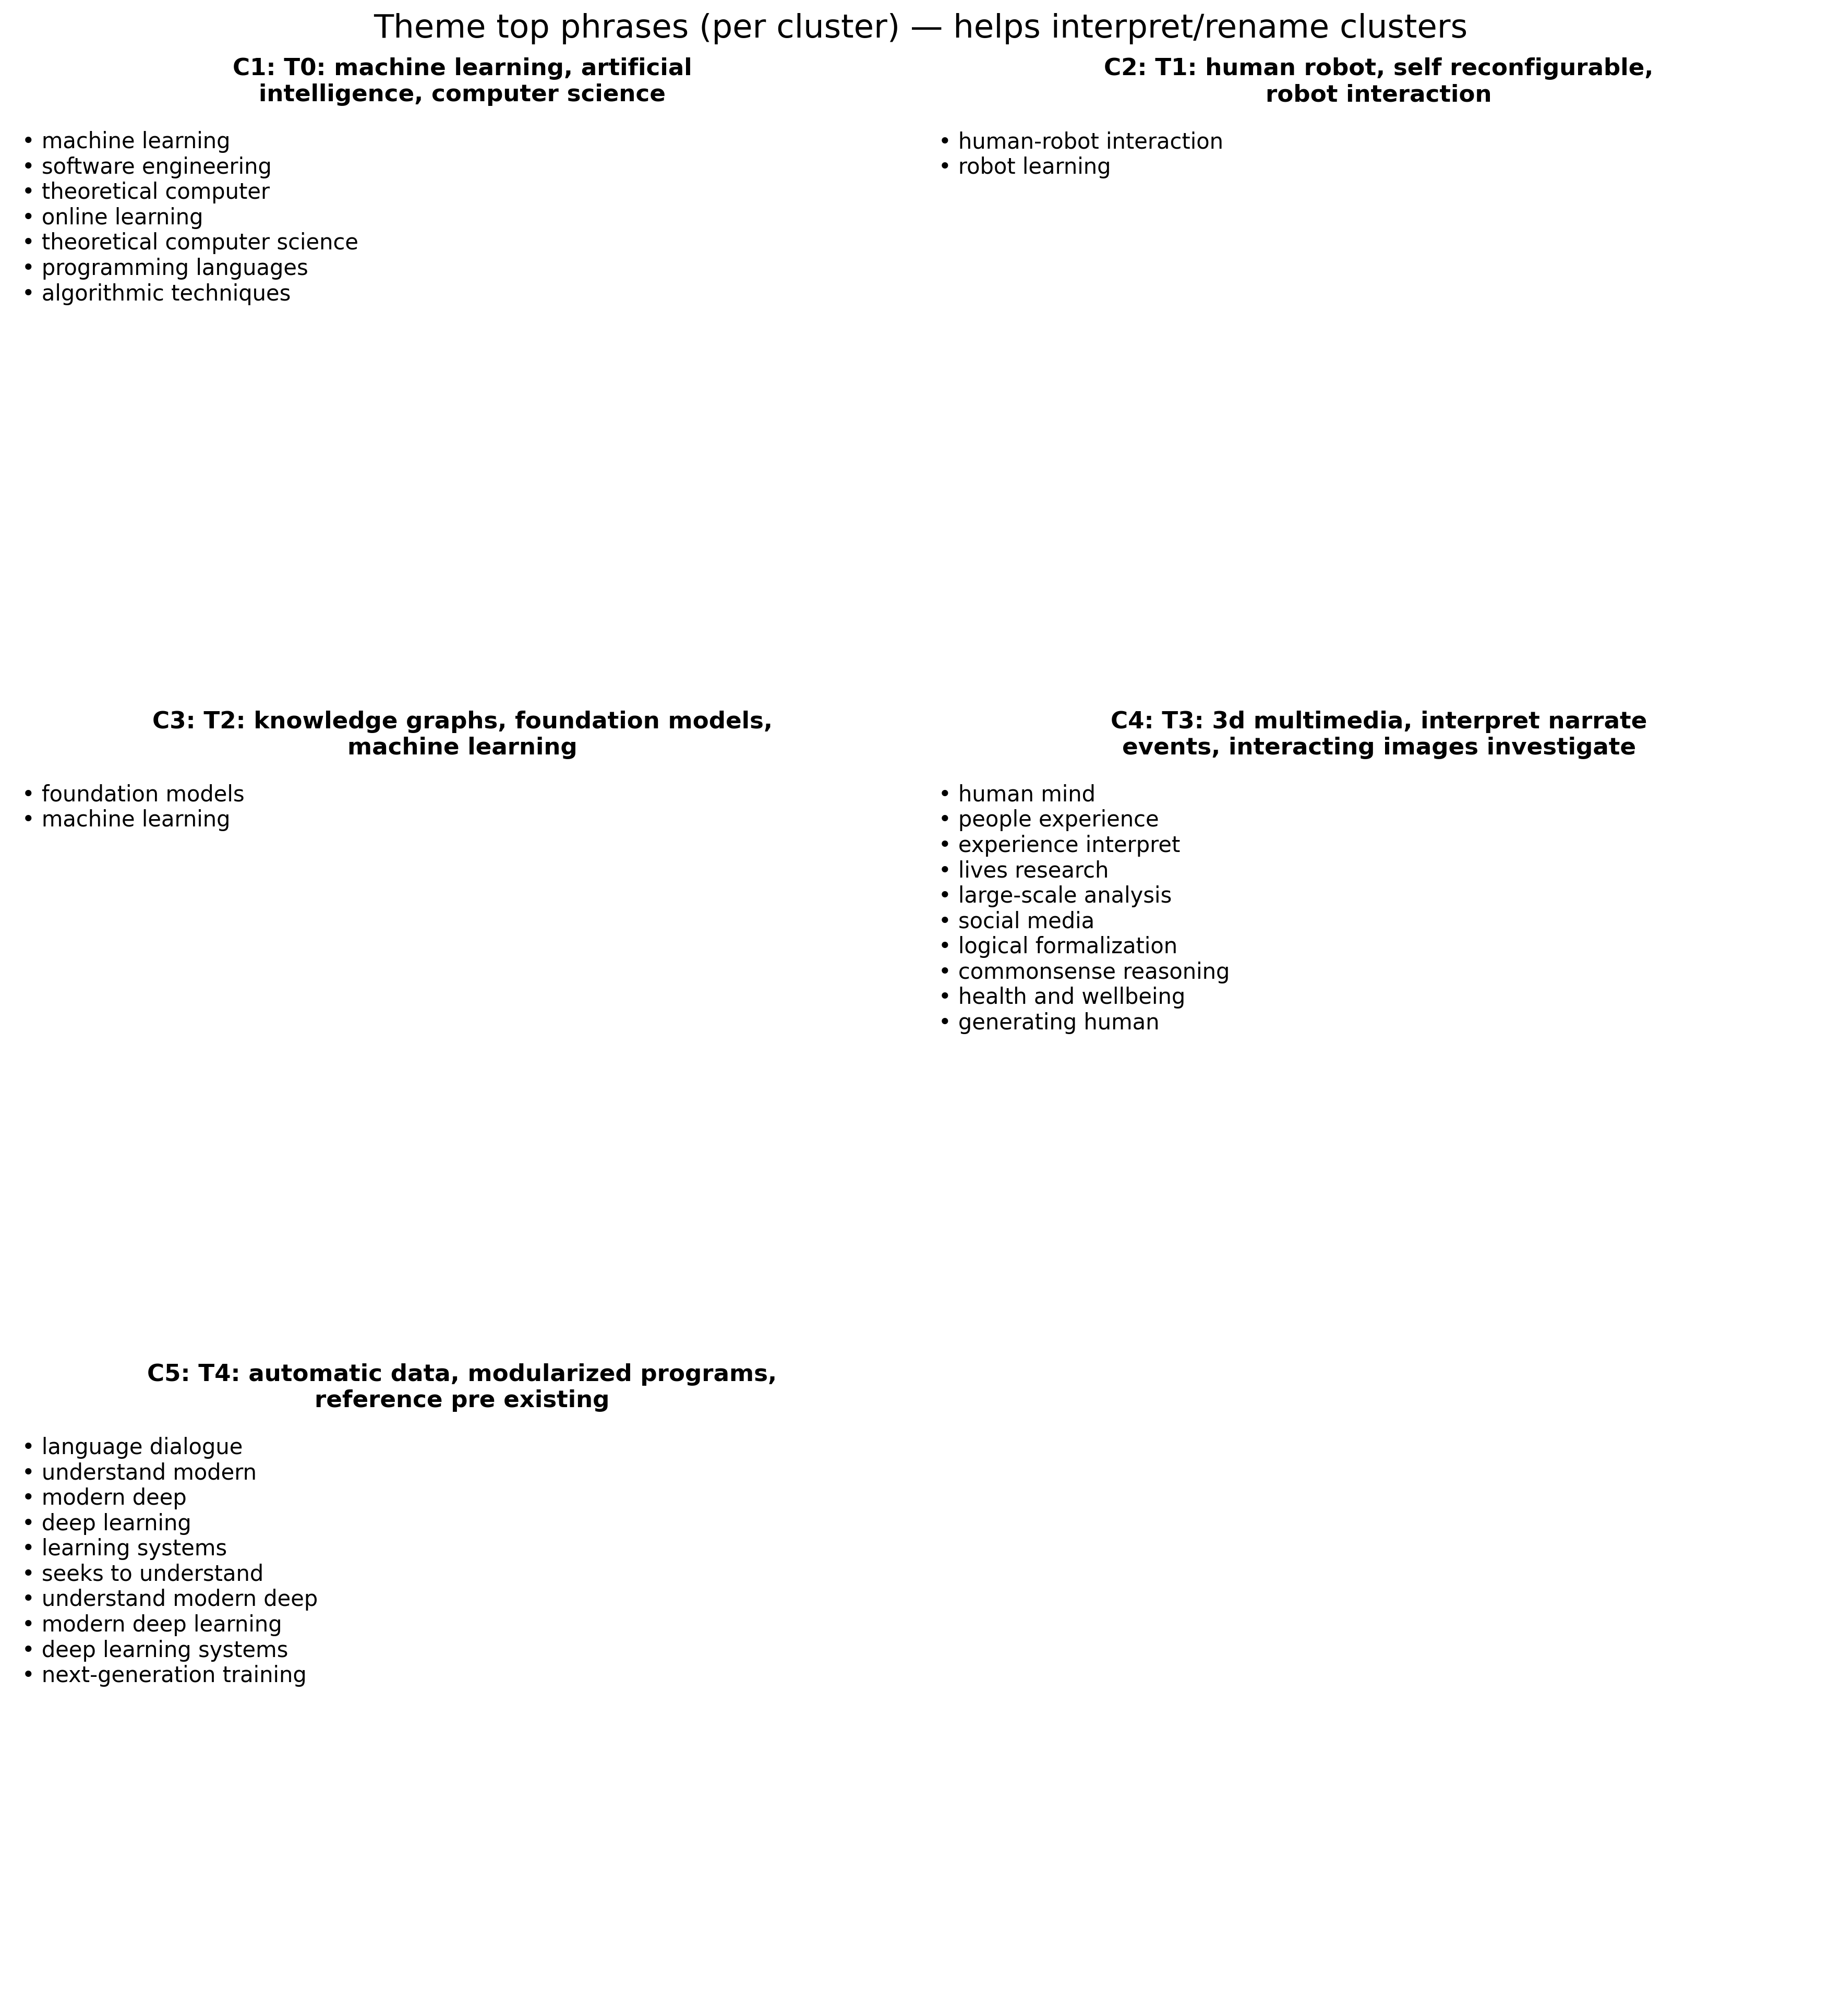 Theme top phrases (per cluster) — helps interpret/rename clusters
C1: T0: machine learning, artificial
intelligence, computer science
• machine learning
• software engineering
• theoretical computer
• online learning
• theoretical computer science
• programming languages
• algorithmic techniques
C2: T1: human robot, self reconfigurable,
robot interaction
• human-robot interaction
• robot learning
C3: T2: knowledge graphs, foundation models,
machine learning
• foundation models
• machine learning
C4: T3: 3d multimedia, interpret narrate
events, interacting images investigate
• human mind
• people experience
• experience interpret
• lives research
• large-scale analysis
• social media
• logical formalization
• commonsense reasoning
• health and wellbeing
• generating human
C5: T4: automatic data, modularized programs,
reference pre existing
• language dialogue
• understand modern
• modern deep
• deep learning
• learning systems
• seeks to understand
• understand modern deep
• modern deep learning
• deep learning systems
• next-generation training